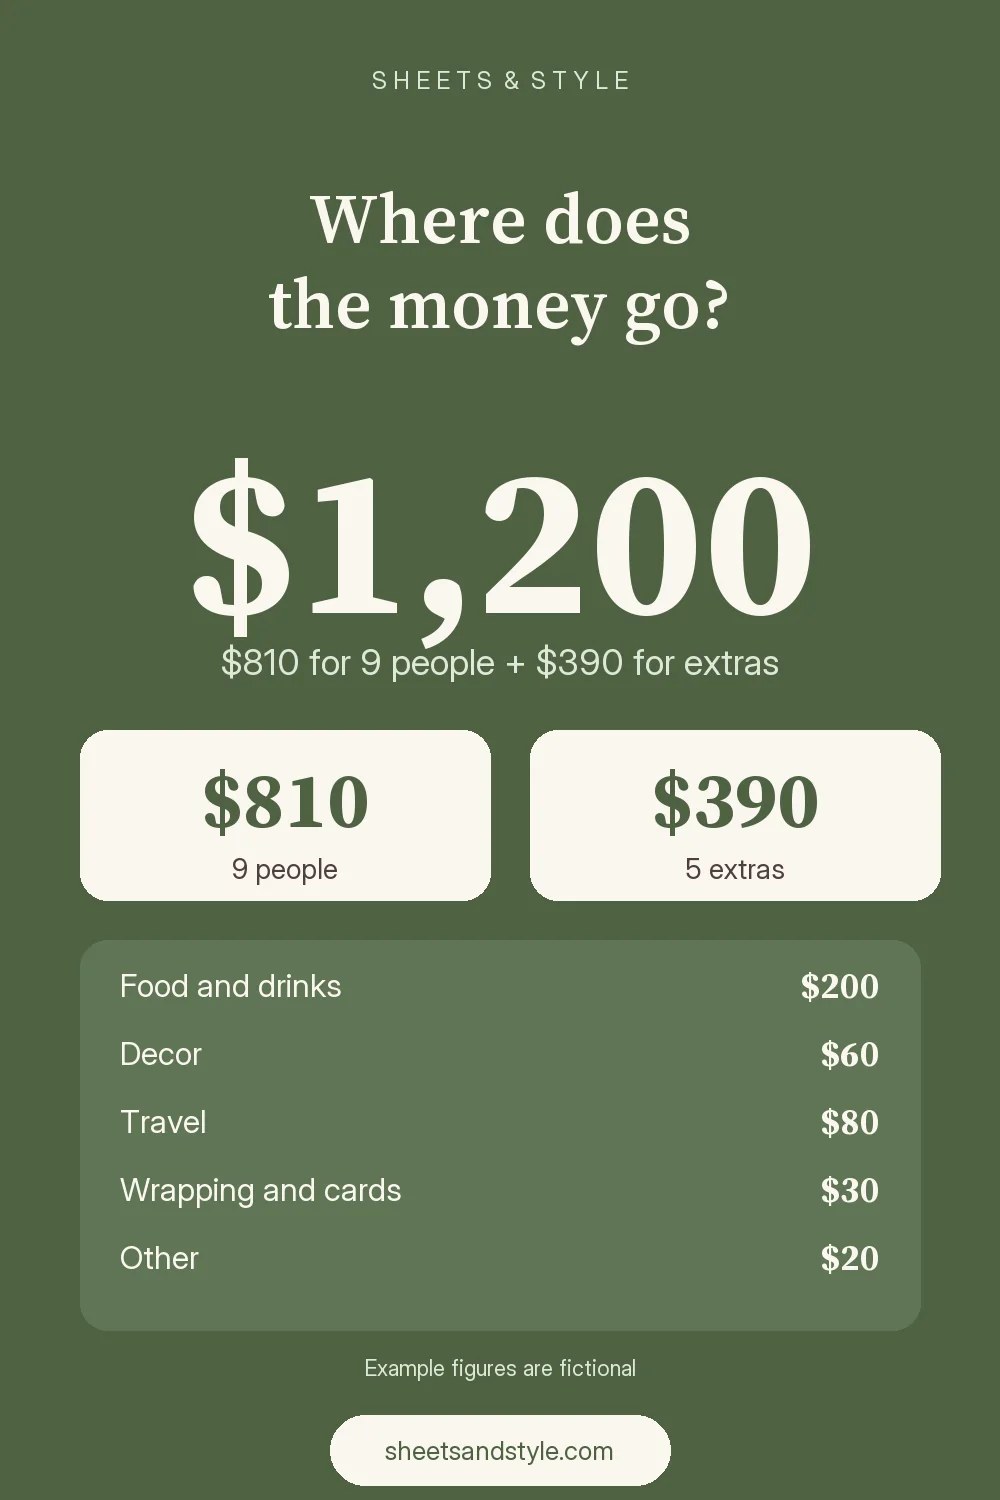 SHEETS & STYLE
Where does
the money go?
$1,200
$810 for 9 people + $390 for extras
$810
9 people
$390
5 extras
Food and drinks $200
Decor $60
Travel $80
Wrapping and cards $30
Other $20
Example figures are fictional
sheetsandstyle.com